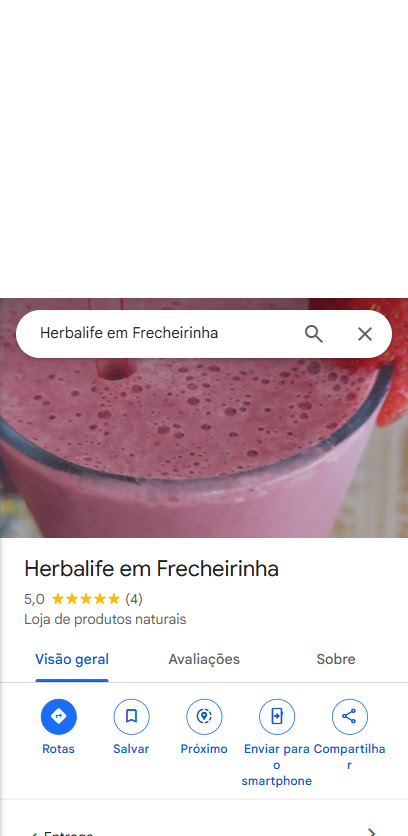 Herbalife em Frecheirinha
Herbalife em Frecheirinha
5,0 (4)
Loja de produtos naturais
Visão geral
Avaliações
Sobre
Rotas
Salvar
Próximo
Enviar para o smartphone
Compartilhar
Entrega